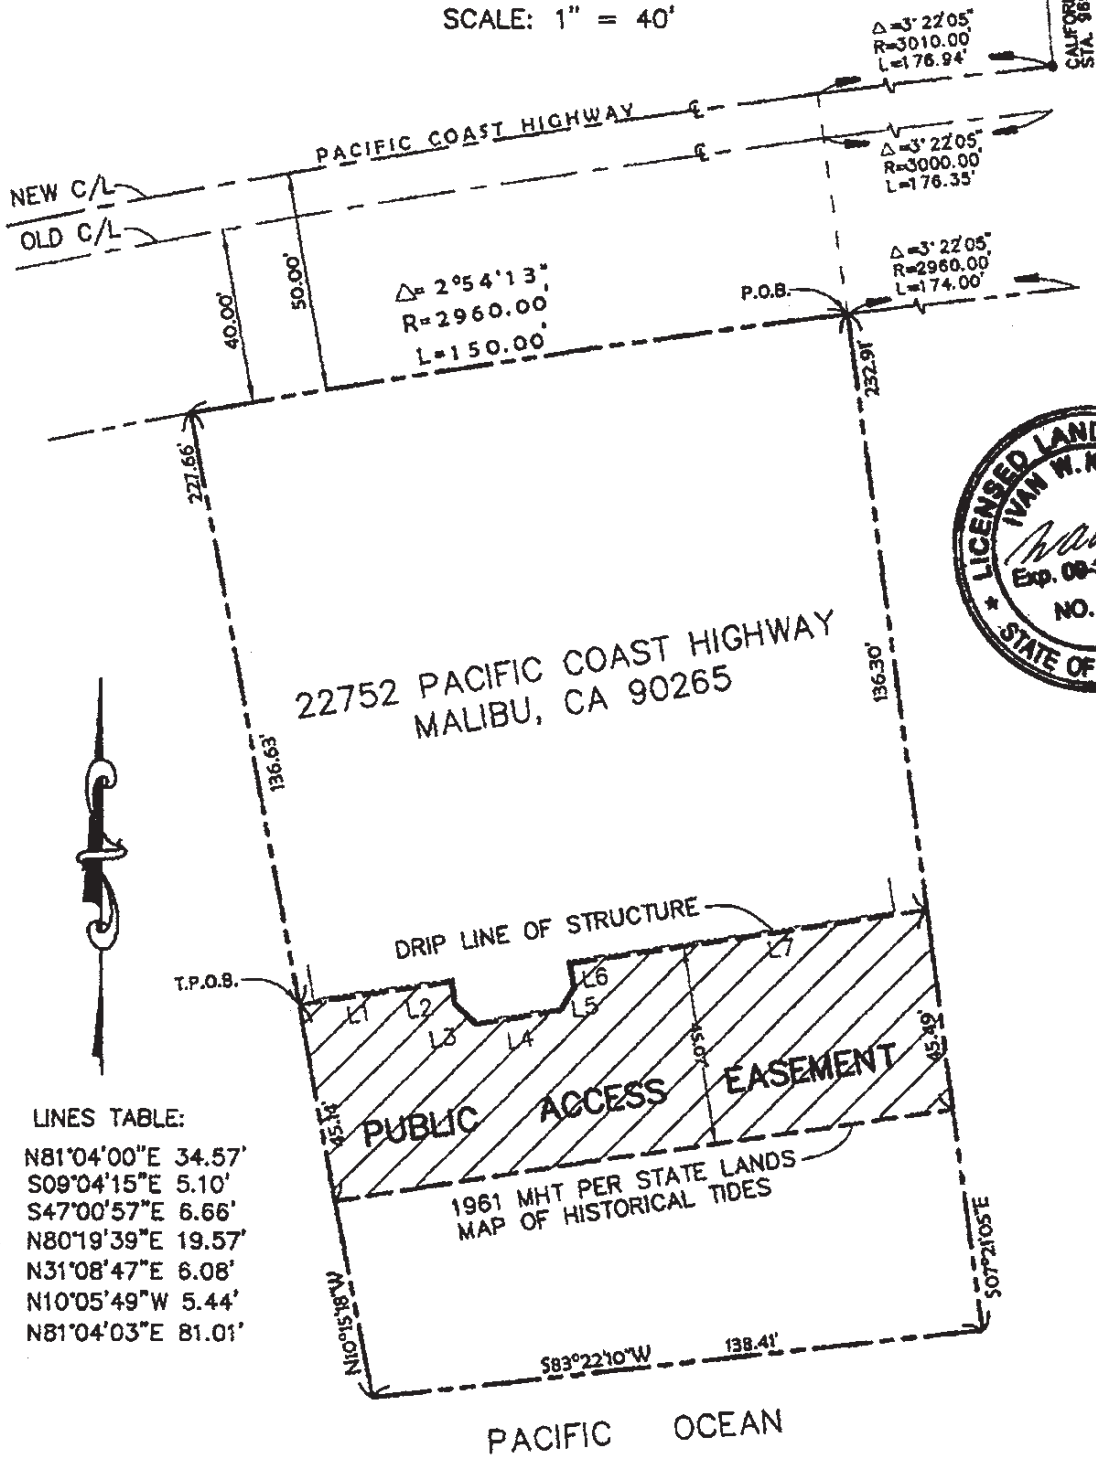 SCALE: 1" = 40'
Δ=3°22'05"
R=3010.00'
L=176.94'
STA.
PACIFIC COAST HIGHWAY
℄
℄
Δ=3°22'05"
R=3000.00'
L=176.35'
NEW C/L
OLD C/L
40.00'
50.00'
Δ= 2°54'13"
R=2960.00'
L=150.00'
P.O.B.
Δ=3°22'05"
R=2960.00'
L=174.00'
227.66'
232.91'
LICENSED LAND
IVAN W.
Exp.
NO.
STATE OF
22752 PACIFIC COAST HIGHWAY
MALIBU, CA 90265
136.63'
136.30'
DRIP LINE OF STRUCTURE
T.P.O.B.
L1
L2
L3
L4
L5
L6
L7
45.07'
45.49'
45.14'
PUBLIC ACCESS EASEMENT
1961 MHT PER STATE LANDS
MAP OF HISTORICAL TIDES
LINES TABLE:
N81°04'00"E 34.57'
S09°04'15"E 5.10'
S47°00'57"E 6.66'
N80°19'39"E 19.57'
N31°08'47"E 6.08'
N10°05'49"W 5.44'
N81°04'03"E 81.01'
N10°15'18"W
S07°21'05"E
S83°22'10"W 138.41'
PACIFIC OCEAN